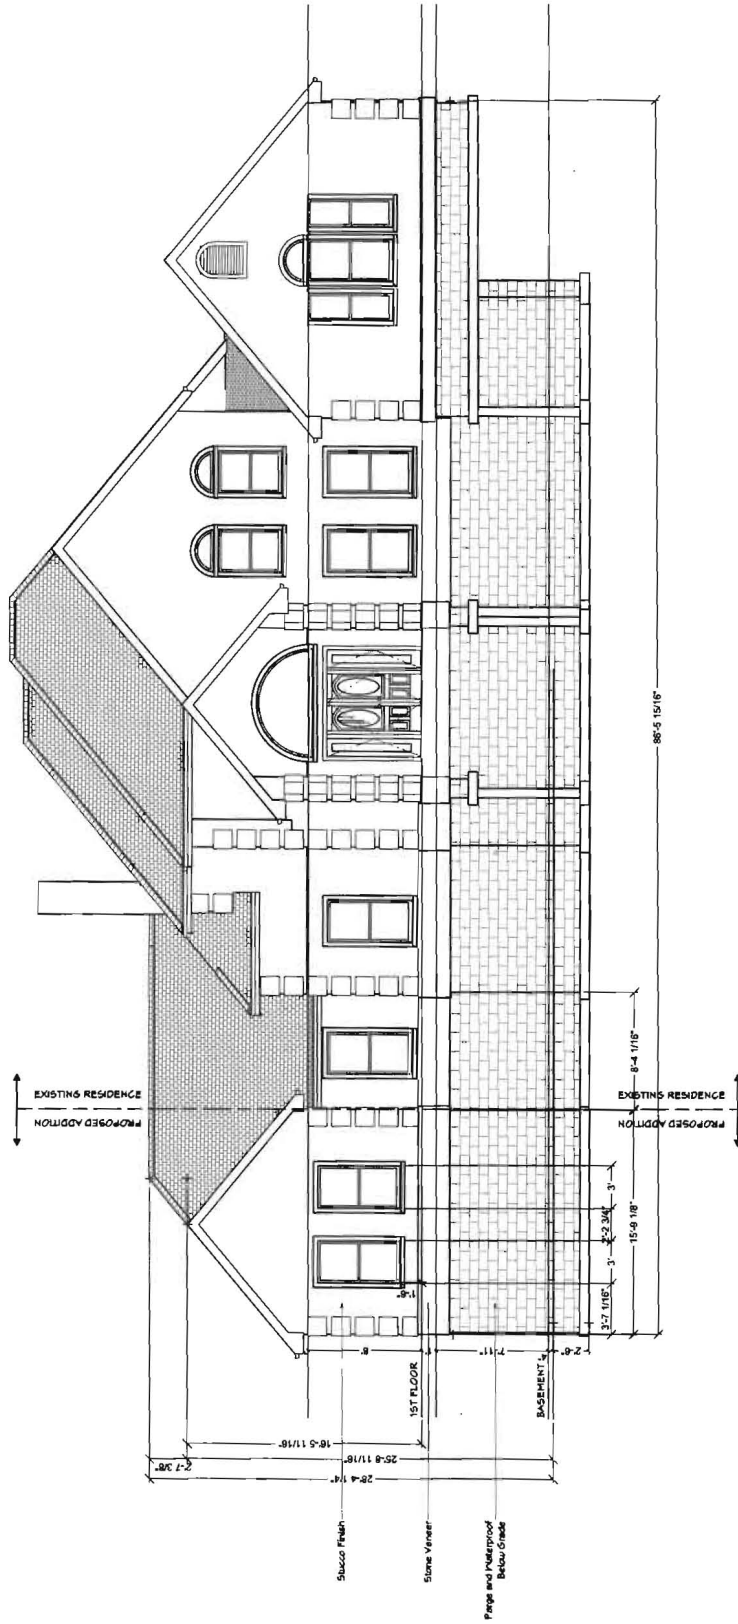 EXISTING RESIDENCE
PROPOSED ADDITION
EXISTING RESIDENCE
PROPOSED ADDITION
2'-7 3/8"
28'-4 1/4"
25'-8 11/16"
16'-5 11/16"
8'
1'
7'-11"
4"
2'-8"
1ST FLOOR
BASEMENT
Stucco Finish
Stone Veneer
Parge and Waterproof
Below Grade
1'-6"
3'-7 1/16"
3'
2'-2 3/4"
3'
15'-9 1/8"
8'-4 1/16"
86'-5 15/16"